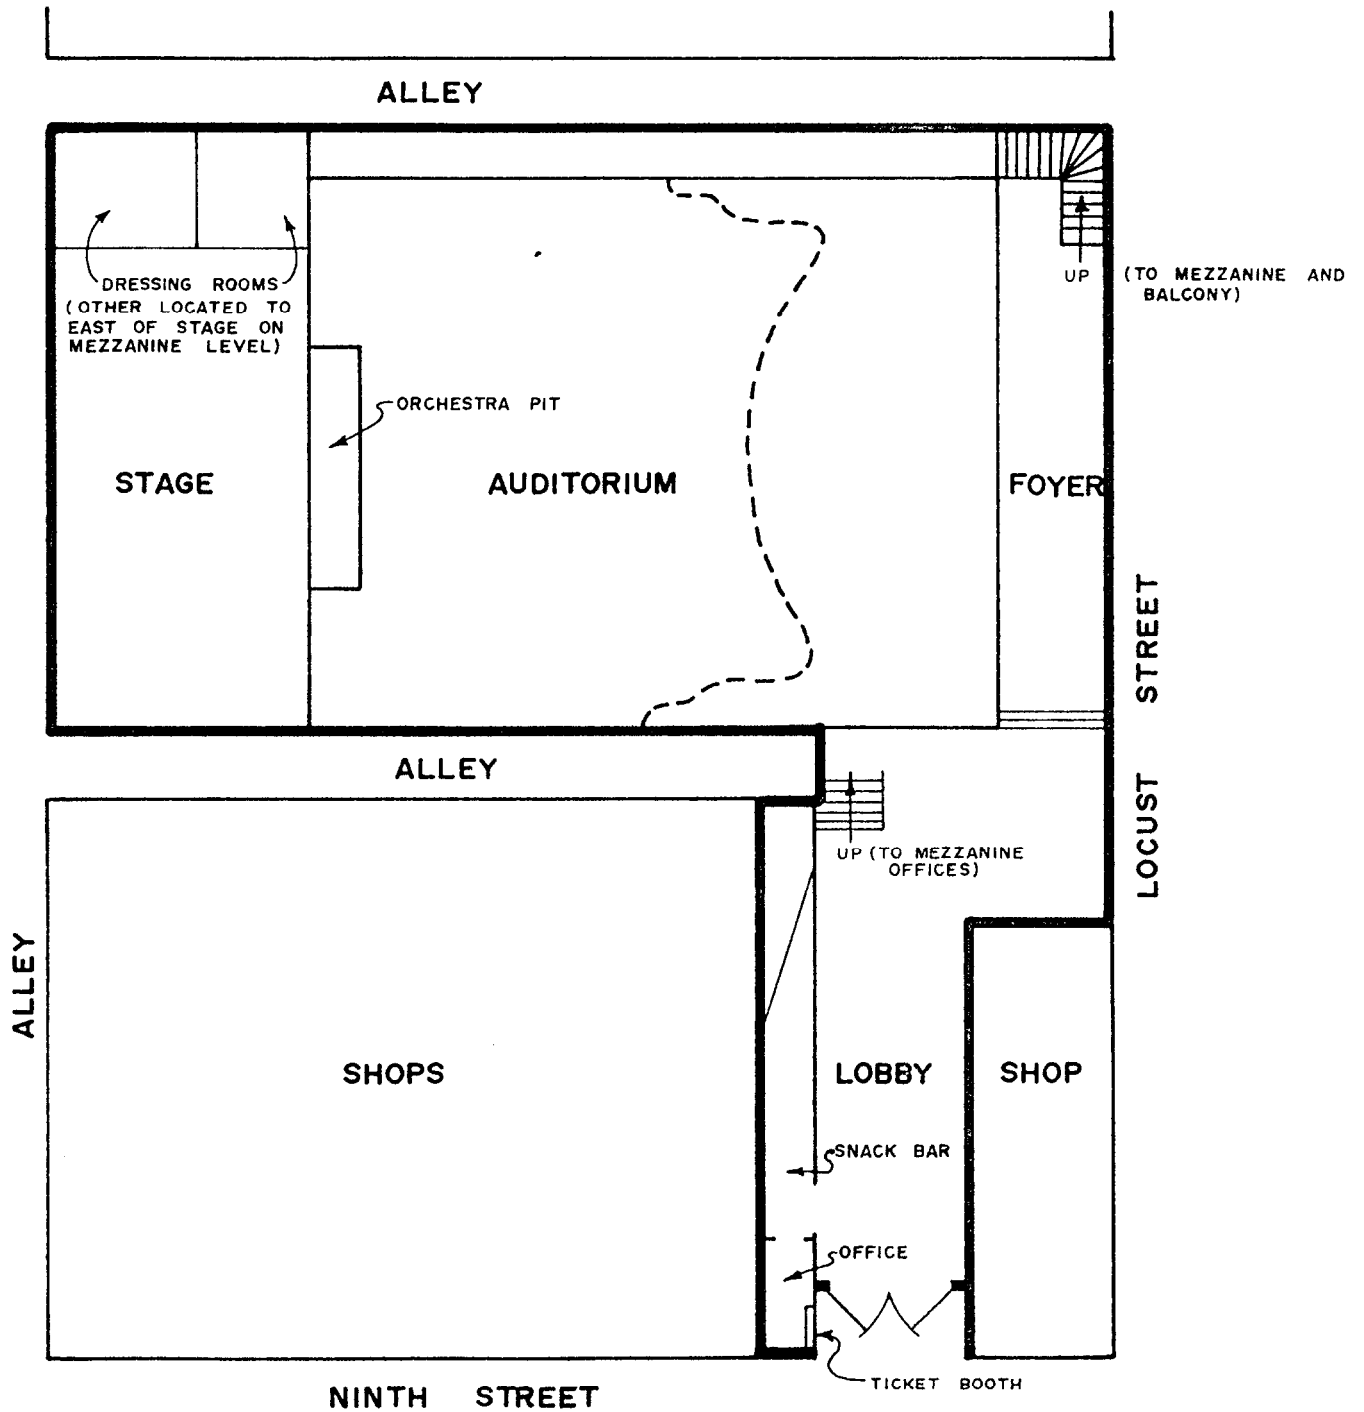 ALLEY
DRESSING ROOMS
(OTHER LOCATED TO
EAST OF STAGE ON
MEZZANINE LEVEL)
UP (TO MEZZANINE AND
BALCONY)
ORCHESTRA PIT
STAGE
AUDITORIUM
FOYER
LOCUST STREET
ALLEY
UP (TO MEZZANINE
OFFICES)
ALLEY
SHOPS
LOBBY
SHOP
SNACK BAR
OFFICE
TICKET BOOTH
NINTH STREET